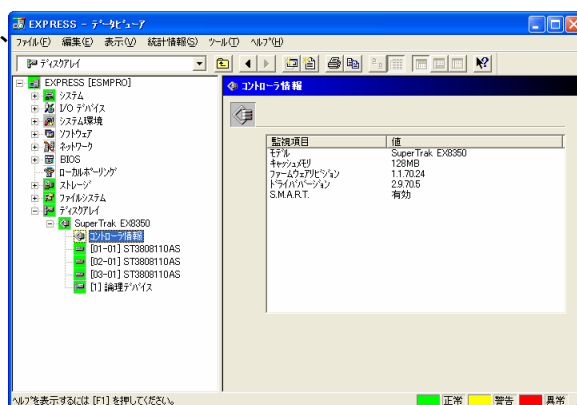 EXPRESS - ﾃﾞｰﾀﾋﾞｭｰｱ
、
ﾌｧｲﾙ(F) 編集(E) 表示(V) 統計情報(S) ﾂｰﾙ(T) ﾍﾙﾌﾟ(H)
ﾃﾞｨｽｸｱﾚｲ
EXPRESS [ESMPRO]
ｼｽﾃﾑ
I/O ﾃﾞﾊﾞｲｽ
ｼｽﾃﾑ環境
ｿﾌﾄｳｪｱ
ﾈｯﾄﾜｰｸ
BIOS
ﾛｰｶﾙﾎﾟｰﾘﾝｸﾞ
ｽﾄﾚｰｼﾞ
ﾌｧｲﾙｼｽﾃﾑ
ﾃﾞｨｽｸｱﾚｲ
SuperTrak EX8350
ｺﾝﾄﾛｰﾗ情報
[01-01] ST3808110AS
[02-01] ST3808110AS
[03-01] ST3808110AS
[1] 論理ﾃﾞﾊﾞｲｽ
ｺﾝﾄﾛｰﾗ情報
監視項目 値
ﾓﾃﾞﾙ SuperTrak EX8350
ｷｬｯｼｭﾒﾓﾘ 128MB
ﾌｧｰﾑｳｪｱﾘﾋﾞｼﾞｮﾝ 1.1.70.24
ﾄﾞﾗｲﾊﾞﾊﾞｰｼﾞｮﾝ 2.9.70.5
S.M.A.R.T. 有効
ﾍﾙﾌﾟを表示するには [F1] を押してください。
正常 警告 異常